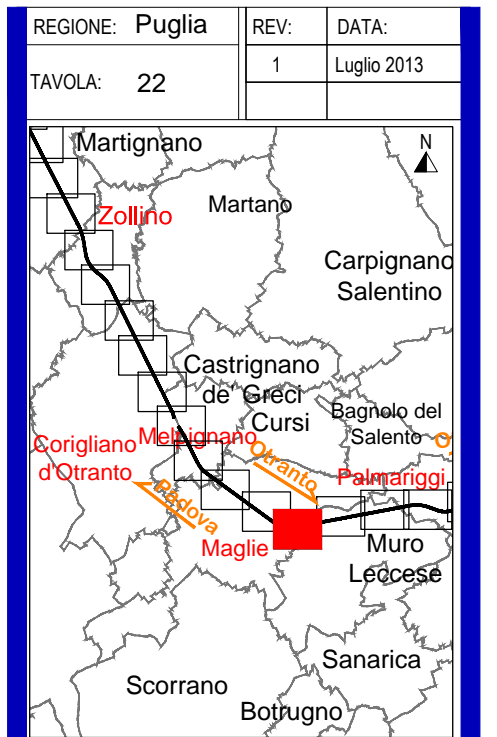 REGIONE: Puglia
REV:
DATA:
TAVOLA: 22
1
Luglio 2013
Martignano
N
Zollino
Martano
Carpignano
Salentino
Castrignano
de' Greci
Cursi
Bagnolo del
Salento
O
Corigliano
d'Otranto
Melpignano
Otranto
Palmariggi
Padova
Maglie
Muro
Leccese
Sanarica
Scorrano
Botrugno